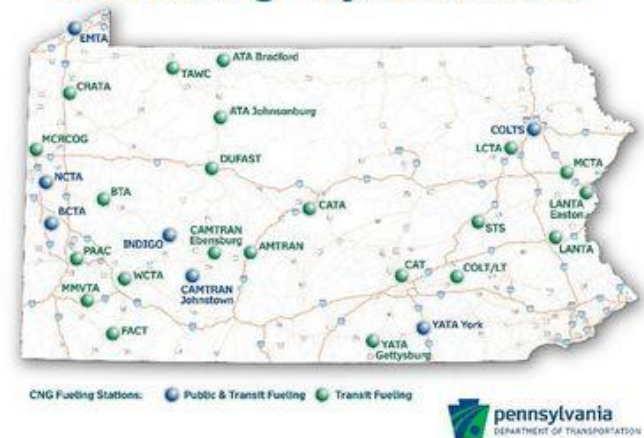 EMTA
ATA Bradford
TAWC
CRATA
ATA Johnsonburg
COLTS
MCRCOG
LCTA
DUFAST
MCTA
NCTA
BTA
CATA
LANTA
Easton
BCTA
STS
INDIGO
CAMTRAN
Ebensburg
AMTRAN
LANTA
PAAC
WCTA
CAT
COLT/LT
MMVTA
CAMTRAN
Johnstown
FACT
YATA York
YATA
Gettysburg
CNG Fueling Stations: Public & Transit Fueling Transit Fueling
pennsylvania
DEPARTMENT OF TRANSPORTATION